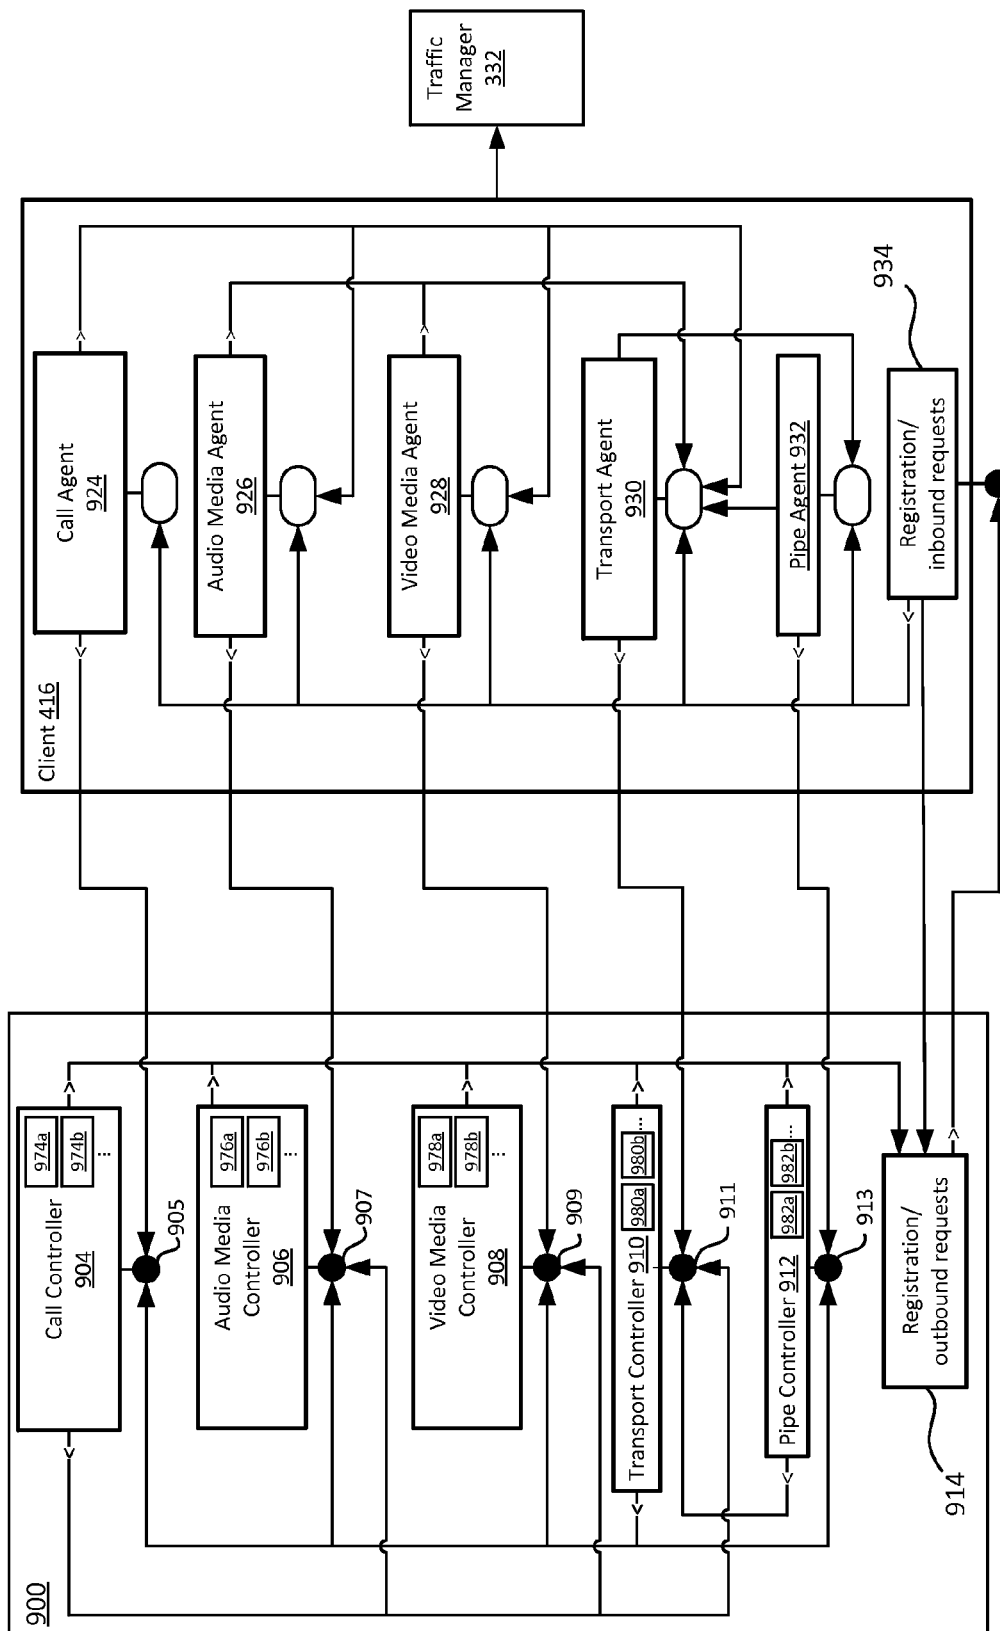 900
Call Controller
904
974a
974b
...
905
Audio Media
Controller
906
976a
976b
...
907
Video Media
Controller
908
978a
978b
...
909
Transport Controller 910
980a
980b
...
911
Pipe Controller 912
982a
982b
...
913
Registration/
outbound requests
914
Client 416
Call Agent
924
Audio Media Agent
926
Video Media Agent
928
Transport Agent
930
Pipe Agent 932
Registration/
inbound requests
934
Traffic
Manager
332